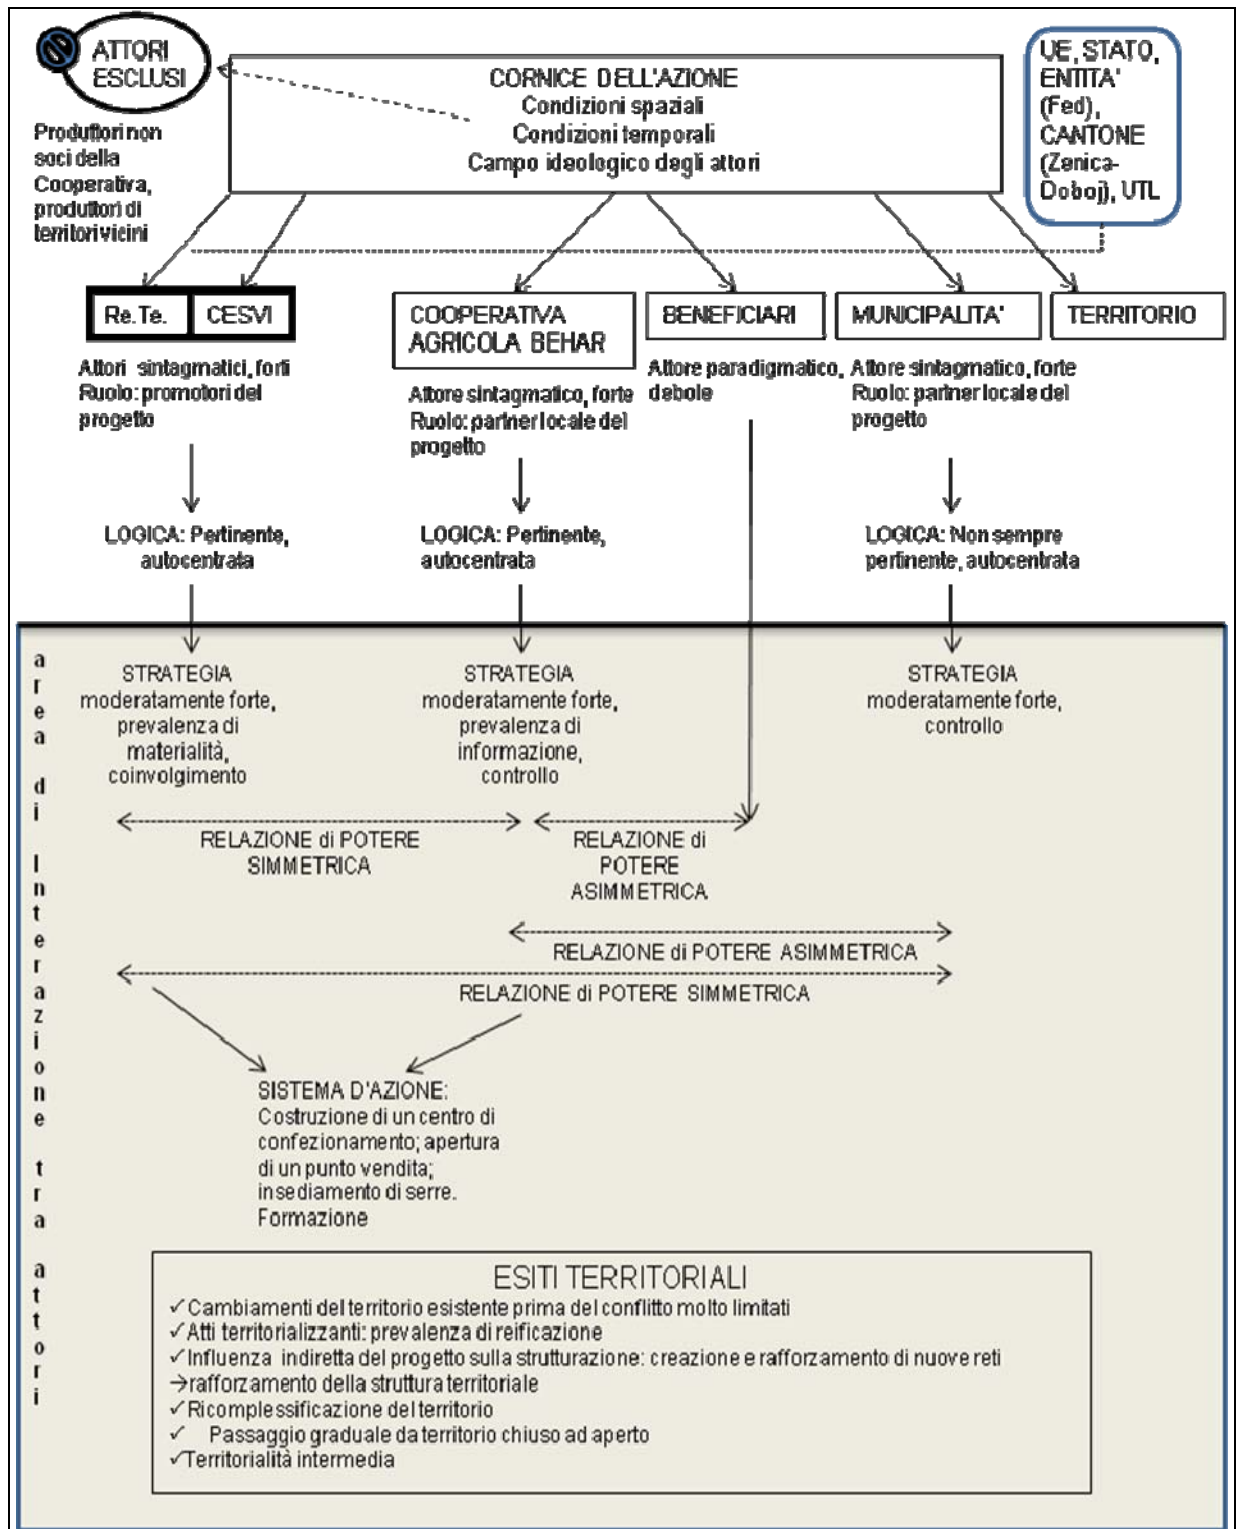 ATTORI
ESCLUSI
Produttori non
soci della
Cooperativa,
produttori di
territori vicini
CORNICE DELL'AZIONE
Condizioni spaziali
Condizioni temporali
Campo ideologico degli attori
UE, STATO,
ENTITA'
(Fed),
CANTONE
(Zenica-
Doboj), UTL
Re.Te.
CESVI
Attori sintagmatici, forti
Ruolo: promotori del
progetto
COOPERATIVA
AGRICOLA BEHAR
Attore sintagmatico, forte
Ruolo: partner locale del
progetto
BENEFICIARI
Attore paradigmatico,
debole
MUNICIPALITA'
Attore sintagmatico, forte
Ruolo: partner locale del
progetto
TERRITORIO
LOGICA: Pertinente,
autocentrata
LOGICA: Pertinente,
autocentrata
LOGICA: Non sempre
pertinente, autocentrata
area di Interazione tra attori
STRATEGIA
moderatamente forte,
prevalenza di
materialità,
coinvolgimento
STRATEGIA
moderatamente forte,
prevalenza di
informazione,
controllo
STRATEGIA
moderatamente forte,
controllo
RELAZIONE di POTERE
SIMMETRICA
RELAZIONE di
POTERE
ASIMMETRICA
RELAZIONE di POTERE ASIMMETRICA
RELAZIONE di POTERE SIMMETRICA
SISTEMA D'AZIONE:
Costruzione di un centro di
confezionamento; apertura
di un punto vendita;
insediamento di serre.
Formazione
ESITI TERRITORIALI
✓Cambiamenti del territorio esistente prima del conflitto molto limitati
✓Atti territorializzanti: prevalenza di reificazione
✓Influenza indiretta del progetto sulla strutturazione: creazione e rafforzamento di nuove reti
→rafforzamento della struttura territoriale
✓Ricomplessificazione del territorio
✓ Passaggio graduale da territorio chiuso ad aperto
✓Territorialità intermedia